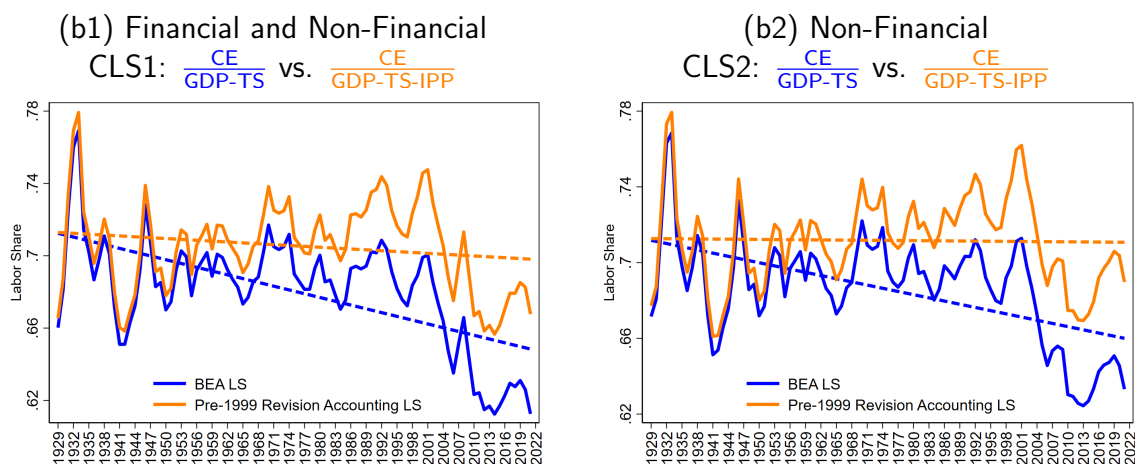 (b1) Financial and Non-Financial
CLS1: CE/GDP-TS vs. CE/GDP-TS-IPP
.78
.74
.7
.66
.62
Labor Share
BEA LS
Pre-1999 Revision Accounting LS
1929 1932 1935 1938 1941 1944 1947 1950 1953 1956 1959 1962 1965 1968 1971 1974 1977 1980 1983 1986 1989 1992 1995 1998 2001 2004 2007 2010 2013 2016 2019 2022
(b2) Non-Financial
CLS2: CE/GDP-TS vs. CE/GDP-TS-IPP
.78
.74
.7
.66
.62
Labor Share
BEA LS
Pre-1999 Revision Accounting LS
1929 1932 1935 1938 1941 1944 1947 1950 1953 1956 1959 1962 1965 1968 1971 1974 1977 1980 1983 1986 1989 1992 1995 1998 2001 2004 2007 2010 2013 2016 2019 2022